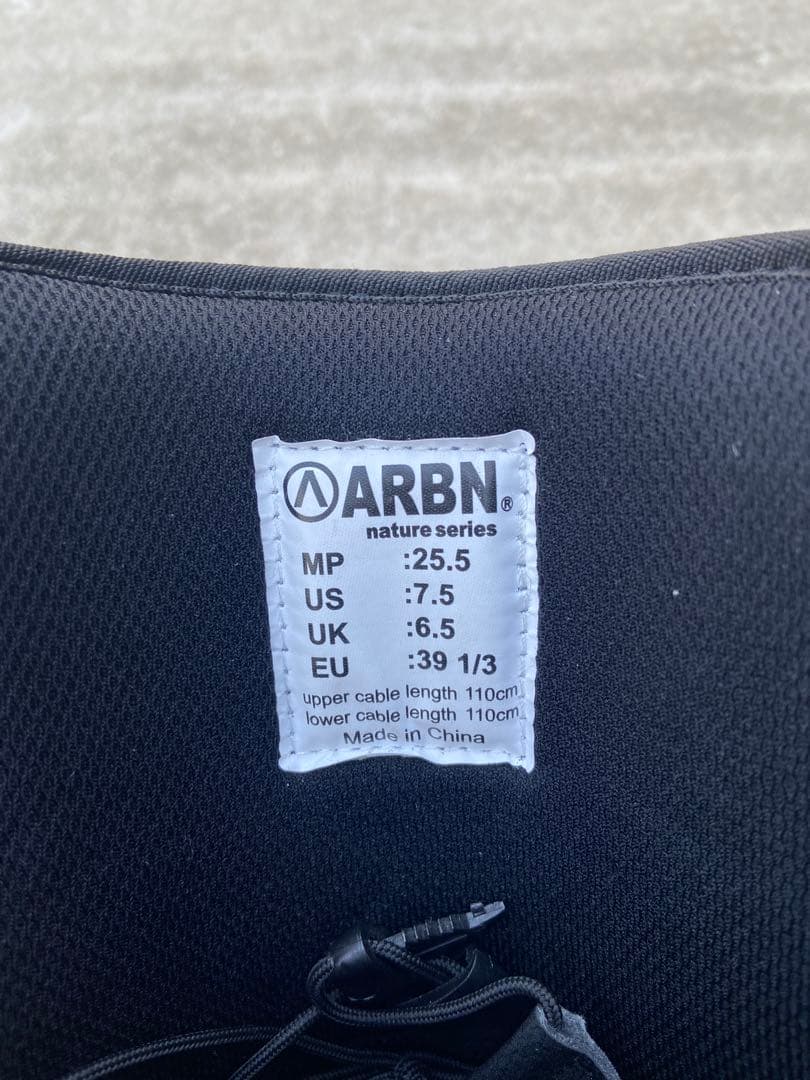 ARBN®
nature series
MP :25.5
US :7.5
UK :6.5
EU :39 1/3
upper cable length 110cm
lower cable length 110cm
Made in China